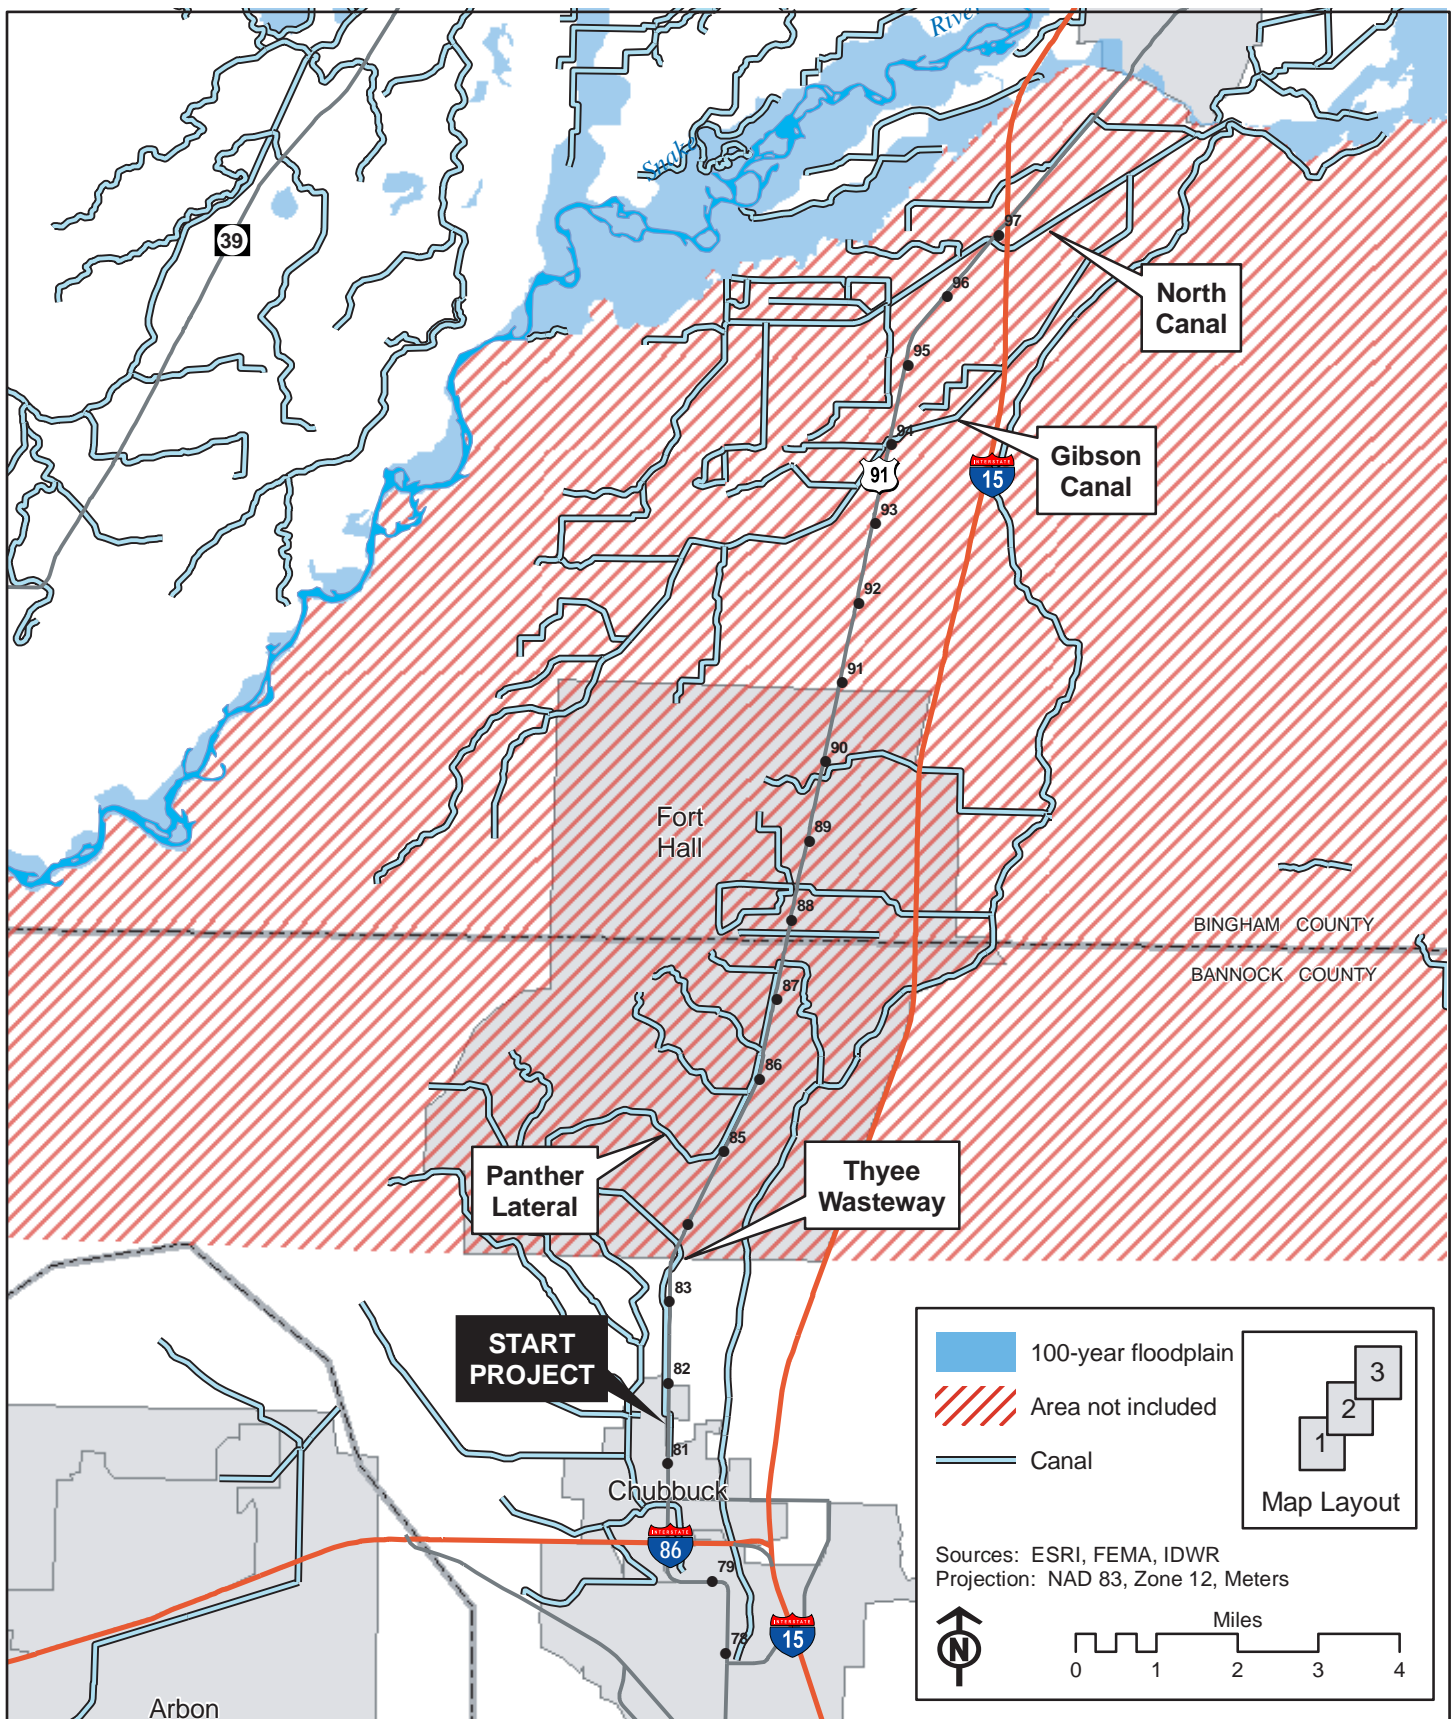 River
Snake
39
97
96
North
Canal
95
94
Gibson
Canal
91
INTERSTATE
15
93
92
91
90
Fort
Hall
89
88
BINGHAM COUNTY
BANNOCK COUNTY
87
86
85
Panther
Lateral
Thyee
Wasteway
83
START
PROJECT
82
81
Chubbuck
INTERSTATE
86
79
INTERSTATE
15
78
Arbon
100-year floodplain
Area not included
Canal
3
2
1
Map Layout
Sources: ESRI, FEMA, IDWR
Projection: NAD 83, Zone 12, Meters
N
Miles
0 1 2 3 4